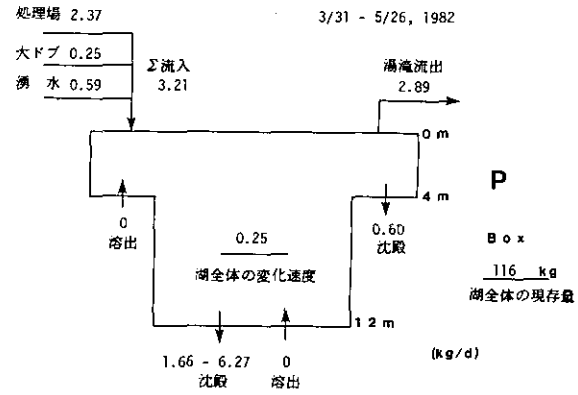 処理場 2.37
3/31 - 5/26, 1982
大ドブ 0.25
湧 水 0.59
Σ流入
3.21
湯滝流出
2.89
0 m
4 m
P
0
溶出
0.60
沈殿
0.25
湖全体の変化速度
Box
116 kg
湖全体の現存量
12m
1.66 - 6.27
沈殿
0
溶出
(kg/d)